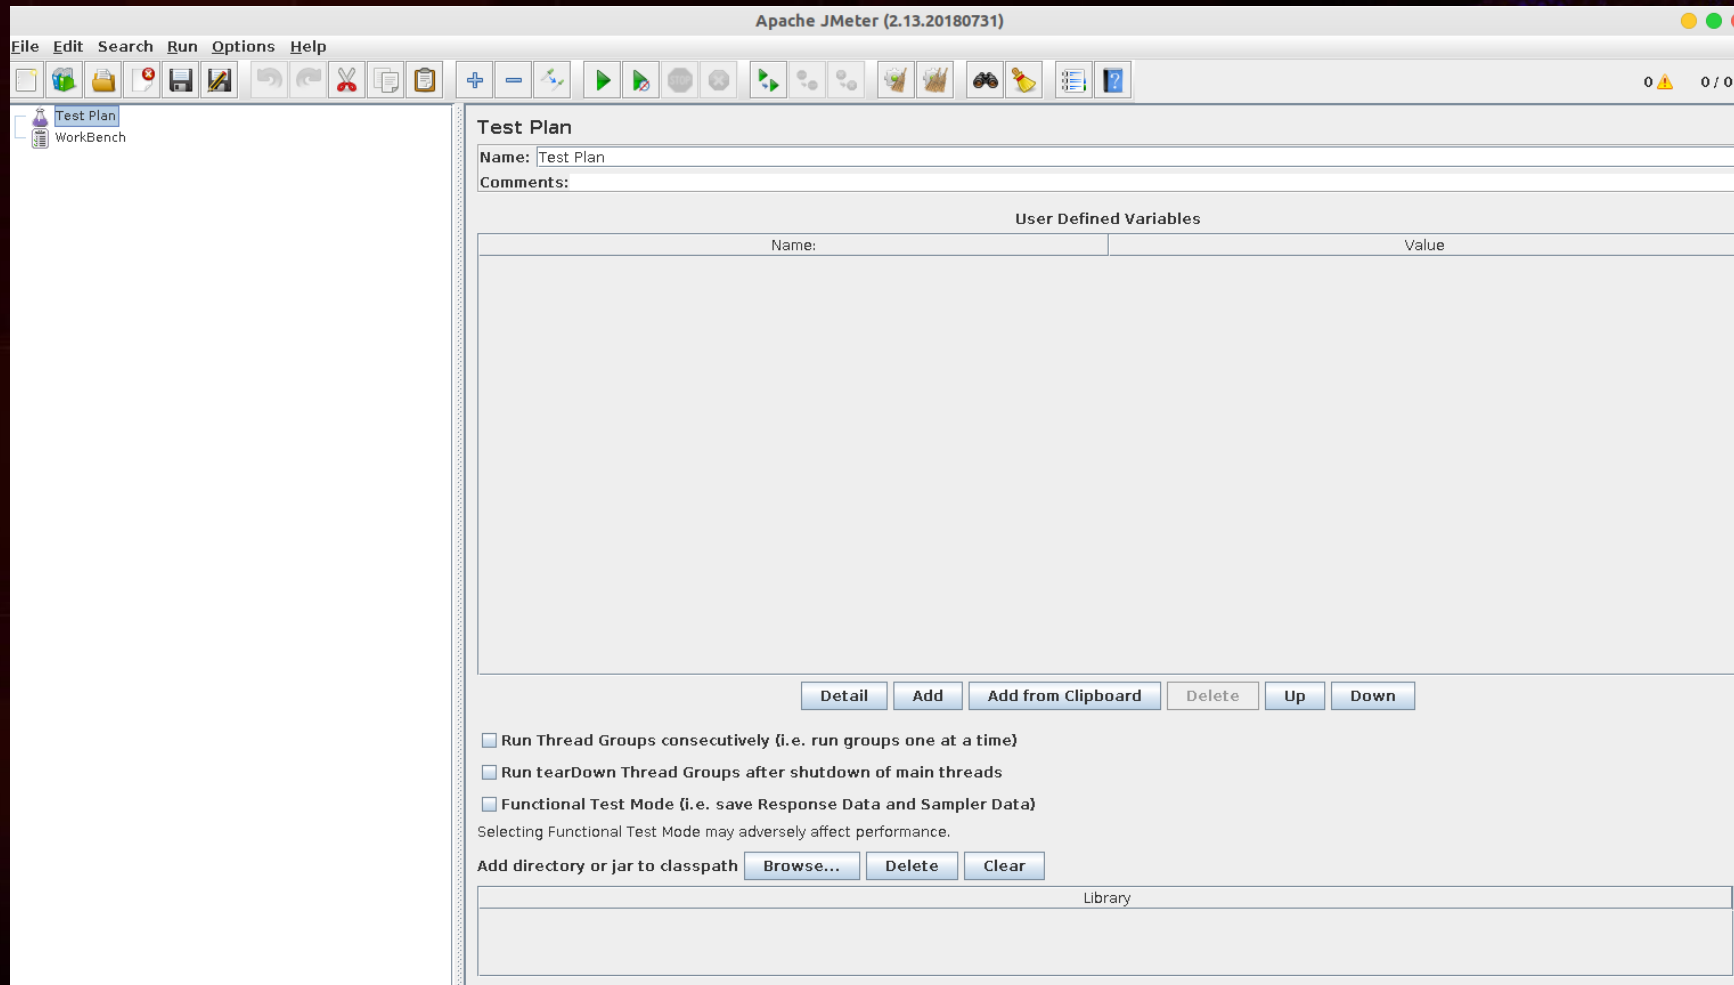 Apache JMeter (2.13.20180731)
File Edit Search Run Options Help
STOP
?
0 0 / 0
Test Plan
WorkBench
Test Plan
Name: Test Plan
Comments:
User Defined Variables
Name: Value
Detail Add Add from Clipboard Delete Up Down
Run Thread Groups consecutively (i.e. run groups one at a time)
Run tearDown Thread Groups after shutdown of main threads
Functional Test Mode (i.e. save Response Data and Sampler Data)
Selecting Functional Test Mode may adversely affect performance.
Add directory or jar to classpath Browse... Delete Clear
Library